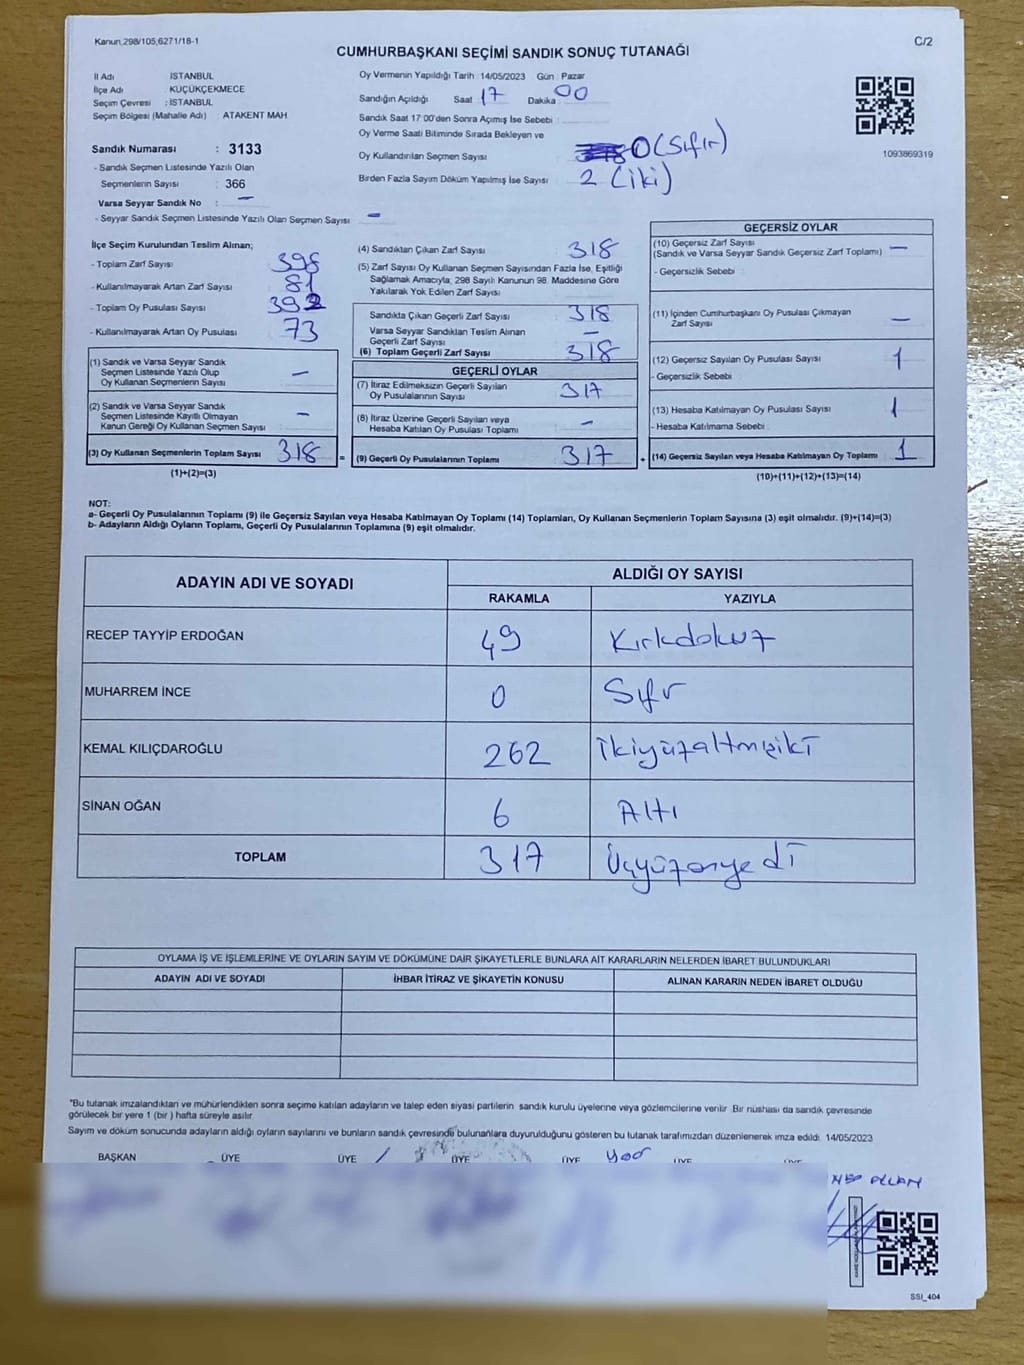 Kanun,298/105,6271/18-1
C/2
CUMHURBAŞKANI SEÇİMİ SANDIK SONUÇ TUTANAĞI
İl Adı İSTANBUL
İlçe Adı KÜÇÜKÇEKMECE
Seçim Çevresi : İSTANBUL
Seçim Bölgesi (Mahalle Adı) : ATAKENT MAH
Sandık Numarası : 3133
- Sandık Seçmen Listesinde Yazılı Olan
Seçmenlerin Sayısı : 366
Varsa Seyyar Sandık No : —
- Seyyar Sandık Seçmen Listesinde Yazılı Olan Seçmen Sayısı : —
Oy Vermenin Yapıldığı Tarih : 14/05/2023 Gün : Pazar
Sandığın Açıldığı Saat 17 Dakika : 00
Sandık Saat 17 00'den Sonra Açımış İse Sebebi :
Oy Verme Saati Bitiminde Sırada Bekleyen ve
Oy Kullandırılan Seçmen Sayısı 0 (Sıfır)
Birden Fazla Sayım Döküm Yapılmış İse Sayısı 2 (iki)
1093869319
İlçe Seçim Kurulundan Teslim Alınan;
- Toplam Zarf Sayısı 398
- Kullanılmayarak Artan Zarf Sayısı 81
- Toplam Oy Pusulası Sayısı 392
- Kullanılmayarak Artan Oy Pusulası 73
(1) Sandık ve Varsa Seyyar Sandık
Seçmen Listesinde Yazılı Olup
Oy Kullanan Seçmenlerin Sayısı —
(2) Sandık ve Varsa Seyyar Sandık
Seçmen Listesinde Kayıtlı Olmayan
Kanun Gereği Oy Kullanan Seçmen Sayısı —
(3) Oy Kullanan Seçmenlerin Toplam Sayısı 318
(1)+(2)=(3)
(4) Sandıktan Çıkan Zarf Sayısı 318
(5) Zarf Sayısı Oy Kullanan Seçmen Sayısından Fazla İse, Eşitliği
Sağlamak Amacıyla, 298 Sayılı Kanunun 98. Maddesine Göre
Yakılarak Yok Edilen Zarf Sayısı
Sandıkta Çıkan Geçerli Zarf Sayısı 318
Varsa Seyyar Sandıktan Teslim Alınan
Geçerli Zarf Sayısı —
(6) Toplam Geçerli Zarf Sayısı 318
GEÇERLİ OYLAR
(7) İtiraz Edilmeksizin Geçerli Sayılan
Oy Pusulalarının Sayısı 317
(8) İtiraz Üzerine Geçerli Sayılan veya
Hesaba Katılan Oy Pusulası Toplamı —
= (9) Geçerli Oy Pusulalarının Toplamı 317 +
GEÇERSİZ OYLAR
(10) Geçersiz Zarf Sayısı
(Sandık ve Varsa Seyyar Sandık Geçersiz Zarf Toplamı) —
- Geçersizlik Sebebi
(11) İçinden Cumhurbaşkanı Oy Pusulası Çıkmayan
Zarf Sayısı —
(12) Geçersiz Sayılan Oy Pusulası Sayısı 1
- Geçersizlik Sebebi
(13) Hesaba Katılmayan Oy Pusulası Sayısı 1
- Hesaba Katılmama Sebebi
(14) Geçersiz Sayılan veya Hesaba Katılmayan Oy Toplamı 1
(10)+(11)+(12)+(13)=(14)
NOT:
a- Geçerli Oy Pusulalarının Toplamı (9) ile Geçersiz Sayılan veya Hesaba Katılmayan Oy Toplamı (14) Toplamları, Oy Kullanan Seçmenlerin Toplam Sayısına (3) eşit olmalıdır. (9)+(14)=(3)
b- Adayların Aldığı Oyların Toplamı, Geçerli Oy Pusulalarının Toplamına (9) eşit olmalıdır.
ADAYIN ADI VE SOYADI ALDIĞI OY SAYISI
RAKAMLA YAZIYLA
RECEP TAYYİP ERDOĞAN 49 Kırkdokuz
MUHARREM İNCE 0 Sıfır
KEMAL KILIÇDAROĞLU 262 İkiyüzaltmışiki
SİNAN OĞAN 6 Altı
TOPLAM 317 Üçyüzonyedi
OYLAMA İŞ VE İŞLEMLERİNE VE OYLARIN SAYIM VE DÖKÜMÜNE DAİR ŞİKAYETLERLE BUNLARA AİT KARARLARIN NELERDEN İBARET BULUNDUKLARI
ADAYIN ADI VE SOYADI İHBAR İTİRAZ VE ŞİKAYETİN KONUSU ALINAN KARARIN NEDEN İBARET OLDUĞU
"Bu tutanak imzalandıktan ve mühürlendikten sonra seçime katılan adayların ve talep eden siyasi partilerin sandık kurulu üyelerine veya gözlemcilerine verilir. Bir nüshası da sandık çevresinde
görülecek bir yere 1 (bir) hafta süreyle asılır.
Sayım ve döküm sonucunda adayların aldığı oyların sayılarını ve bunların sandık çevresinde bulunanlara duyurulduğunu gösteren bu tutanak tarafımızdan düzenlenerek imza edildi. 14/05/2023
BAŞKAN ÜYE ÜYE ÜYE ÜYE ÜYE ÜYE
SSI_404